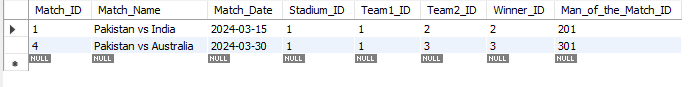 Match_ID Match_Name Match_Date Stadium_ID Team1_ID Team2_ID Winner_ID Man_of_the_Match_ID
1 Pakistan vs India 2024-03-15 1 1 2 2 201
4 Pakistan vs Australia 2024-03-30 1 1 3 3 301
NULL NULL NULL NULL NULL NULL NULL NULL